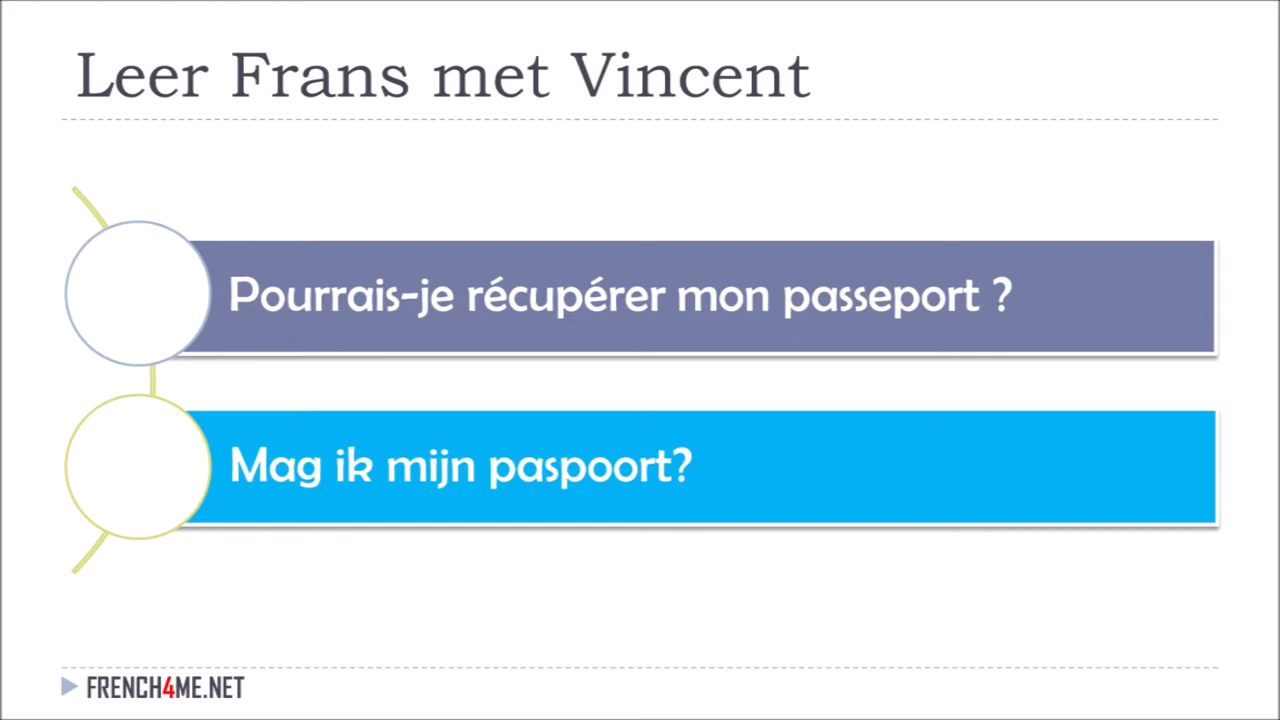 Leer Frans met Vincent
Pourrais-je récupérer mon passeport ?
Mag ik mijn paspoort?
FRENCH4ME.NET